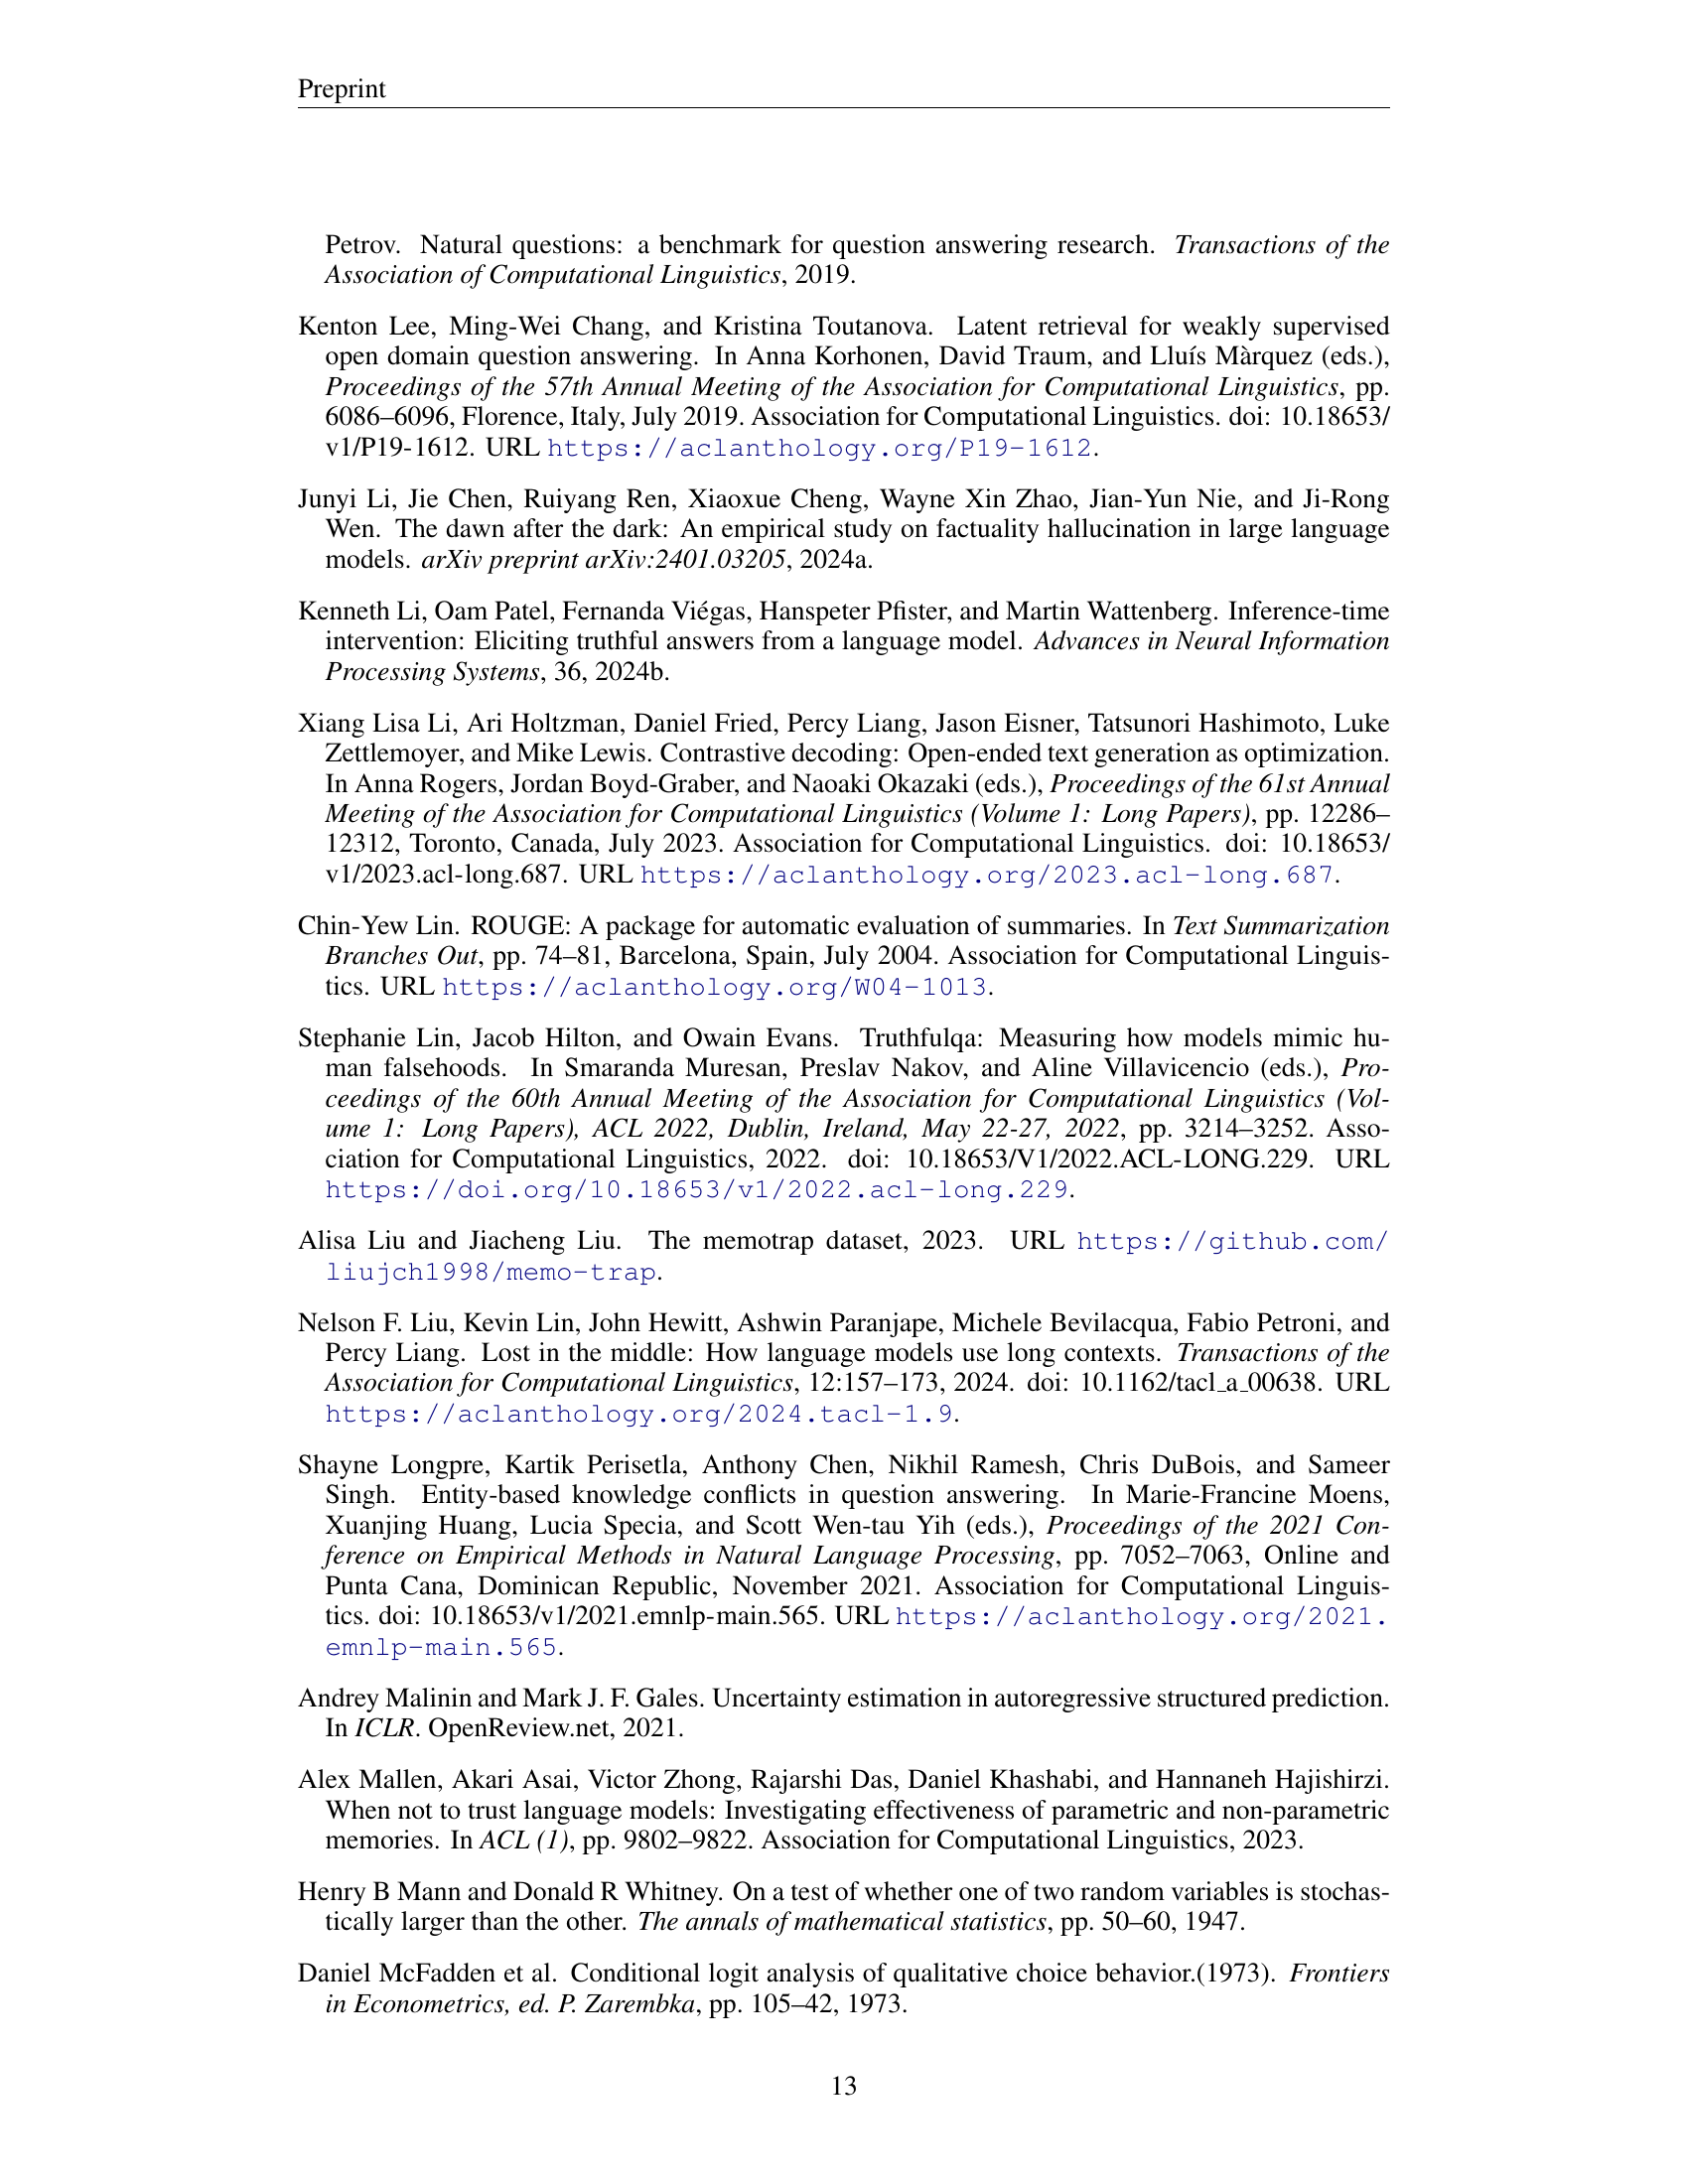 Preprint
Petrov. Natural questions: a benchmark for question answering research. Transactions of the
Association of Computational Linguistics, 2019.
Kenton Lee, Ming-Wei Chang, and Kristina Toutanova. Latent retrieval for weakly supervised
open domain question answering. In Anna Korhonen, David Traum, and Lluís Màrquez (eds.),
Proceedings of the 57th Annual Meeting of the Association for Computational Linguistics, pp.
6086–6096, Florence, Italy, July 2019. Association for Computational Linguistics. doi: 10.18653/
v1/P19-1612. URL https://aclanthology.org/P19-1612.
Junyi Li, Jie Chen, Ruiyang Ren, Xiaoxue Cheng, Wayne Xin Zhao, Jian-Yun Nie, and Ji-Rong
Wen. The dawn after the dark: An empirical study on factuality hallucination in large language
models. arXiv preprint arXiv:2401.03205, 2024a.
Kenneth Li, Oam Patel, Fernanda Viégas, Hanspeter Pfister, and Martin Wattenberg. Inference-time
intervention: Eliciting truthful answers from a language model. Advances in Neural Information
Processing Systems, 36, 2024b.
Xiang Lisa Li, Ari Holtzman, Daniel Fried, Percy Liang, Jason Eisner, Tatsunori Hashimoto, Luke
Zettlemoyer, and Mike Lewis. Contrastive decoding: Open-ended text generation as optimization.
In Anna Rogers, Jordan Boyd-Graber, and Naoaki Okazaki (eds.), Proceedings of the 61st Annual
Meeting of the Association for Computational Linguistics (Volume 1: Long Papers), pp. 12286–
12312, Toronto, Canada, July 2023. Association for Computational Linguistics. doi: 10.18653/
v1/2023.acl-long.687. URL https://aclanthology.org/2023.acl-long.687.
Chin-Yew Lin. ROUGE: A package for automatic evaluation of summaries. In Text Summarization
Branches Out, pp. 74–81, Barcelona, Spain, July 2004. Association for Computational Linguis-
tics. URL https://aclanthology.org/W04-1013.
Stephanie Lin, Jacob Hilton, and Owain Evans. Truthfulqa: Measuring how models mimic hu-
man falsehoods. In Smaranda Muresan, Preslav Nakov, and Aline Villavicencio (eds.), Pro-
ceedings of the 60th Annual Meeting of the Association for Computational Linguistics (Vol-
ume 1: Long Papers), ACL 2022, Dublin, Ireland, May 22-27, 2022, pp. 3214–3252. Asso-
ciation for Computational Linguistics, 2022. doi: 10.18653/V1/2022.ACL-LONG.229. URL
https://doi.org/10.18653/v1/2022.acl-long.229.
Alisa Liu and Jiacheng Liu. The memotrap dataset, 2023. URL https://github.com/
liujch1998/memo-trap.
Nelson F. Liu, Kevin Lin, John Hewitt, Ashwin Paranjape, Michele Bevilacqua, Fabio Petroni, and
Percy Liang. Lost in the middle: How language models use long contexts. Transactions of the
Association for Computational Linguistics, 12:157–173, 2024. doi: 10.1162/tacl_a_00638. URL
https://aclanthology.org/2024.tacl-1.9.
Shayne Longpre, Kartik Perisetla, Anthony Chen, Nikhil Ramesh, Chris DuBois, and Sameer
Singh. Entity-based knowledge conflicts in question answering. In Marie-Francine Moens,
Xuanjing Huang, Lucia Specia, and Scott Wen-tau Yih (eds.), Proceedings of the 2021 Con-
ference on Empirical Methods in Natural Language Processing, pp. 7052–7063, Online and
Punta Cana, Dominican Republic, November 2021. Association for Computational Linguis-
tics. doi: 10.18653/v1/2021.emnlp-main.565. URL https://aclanthology.org/2021.
emnlp-main.565.
Andrey Malinin and Mark J. F. Gales. Uncertainty estimation in autoregressive structured prediction.
In ICLR. OpenReview.net, 2021.
Alex Mallen, Akari Asai, Victor Zhong, Rajarshi Das, Daniel Khashabi, and Hannaneh Hajishirzi.
When not to trust language models: Investigating effectiveness of parametric and non-parametric
memories. In ACL (1), pp. 9802–9822. Association for Computational Linguistics, 2023.
Henry B Mann and Donald R Whitney. On a test of whether one of two random variables is stochas-
tically larger than the other. The annals of mathematical statistics, pp. 50–60, 1947.
Daniel McFadden et al. Conditional logit analysis of qualitative choice behavior.(1973). Frontiers
in Econometrics, ed. P. Zarembka, pp. 105–42, 1973.
13